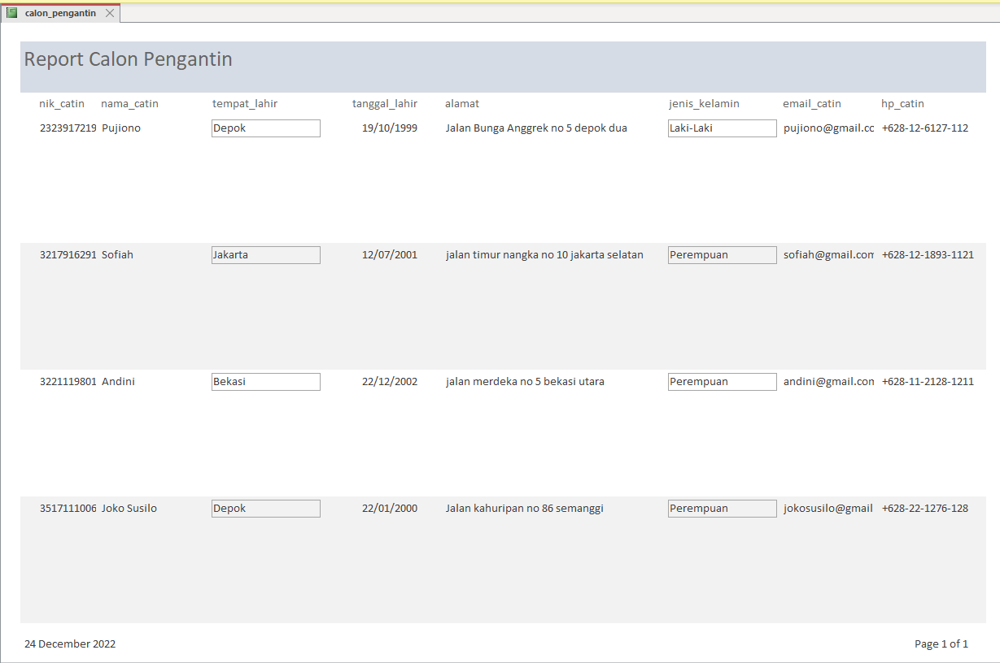 calon_pengantin
Report Calon Pengantin
nik_catin nama_catin tempat_lahir tanggal_lahir alamat jenis_kelamin email_catin hp_catin
2323917219 Pujiono Depok 19/10/1999 Jalan Bunga Anggrek no 5 depok dua Laki-Laki pujiono@gmail.cc +628-12-6127-112
3217916291 Sofiah Jakarta 12/07/2001 jalan timur nangka no 10 jakarta selatan Perempuan sofiah@gmail.com +628-12-1893-1121
3221119801 Andini Bekasi 22/12/2002 jalan merdeka no 5 bekasi utara Perempuan andini@gmail.con +628-11-2128-1211
3517111006 Joko Susilo Depok 22/01/2000 Jalan kahuripan no 86 semanggi Perempuan jokosusilo@gmail +628-22-1276-128
24 December 2022 Page 1 of 1